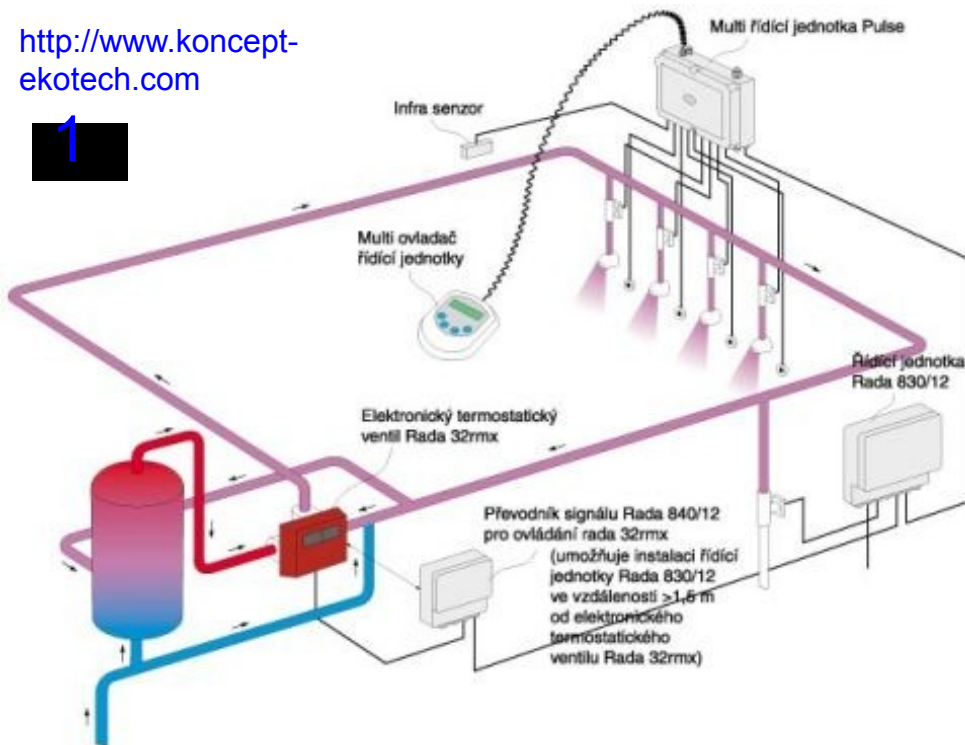 http://www.koncept-
ekotech.com
1
Multi řídící jednotka Pulse
Infra senzor
Multi ovladač
řídící jednotky
Řídící jednotka
Rada 830/12
Elektronický termostatický
ventil Rada 32rmx
Převodník signálu Rada 840/12
pro ovládání rada 32rmx
(umožňuje instalaci řídící
jednotky Rada 830/12
ve vzdálenosti >1,5 m
od elektronického
termostatického
ventilu Rada 32rmx)